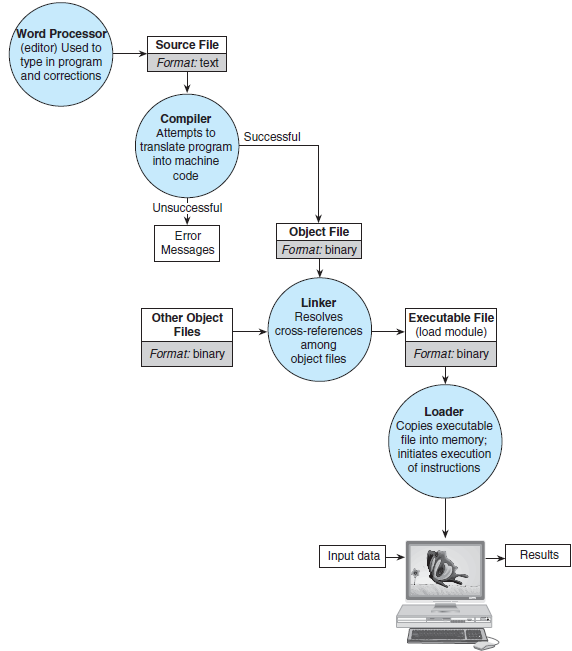 Word Processor
(editor) Used to
type in program
and corrections
Source File
Format: text
Compiler
Attempts to
translate program
into machine
code
Successful
Unsuccessful
Error
Messages
Object File
Format: binary
Other Object
Files
Format: binary
Linker
Resolves
cross-references
among
object files
Executable File
(load module)
Format: binary
Loader
Copies executable
file into memory;
initiates execution
of instructions
Input data
Results